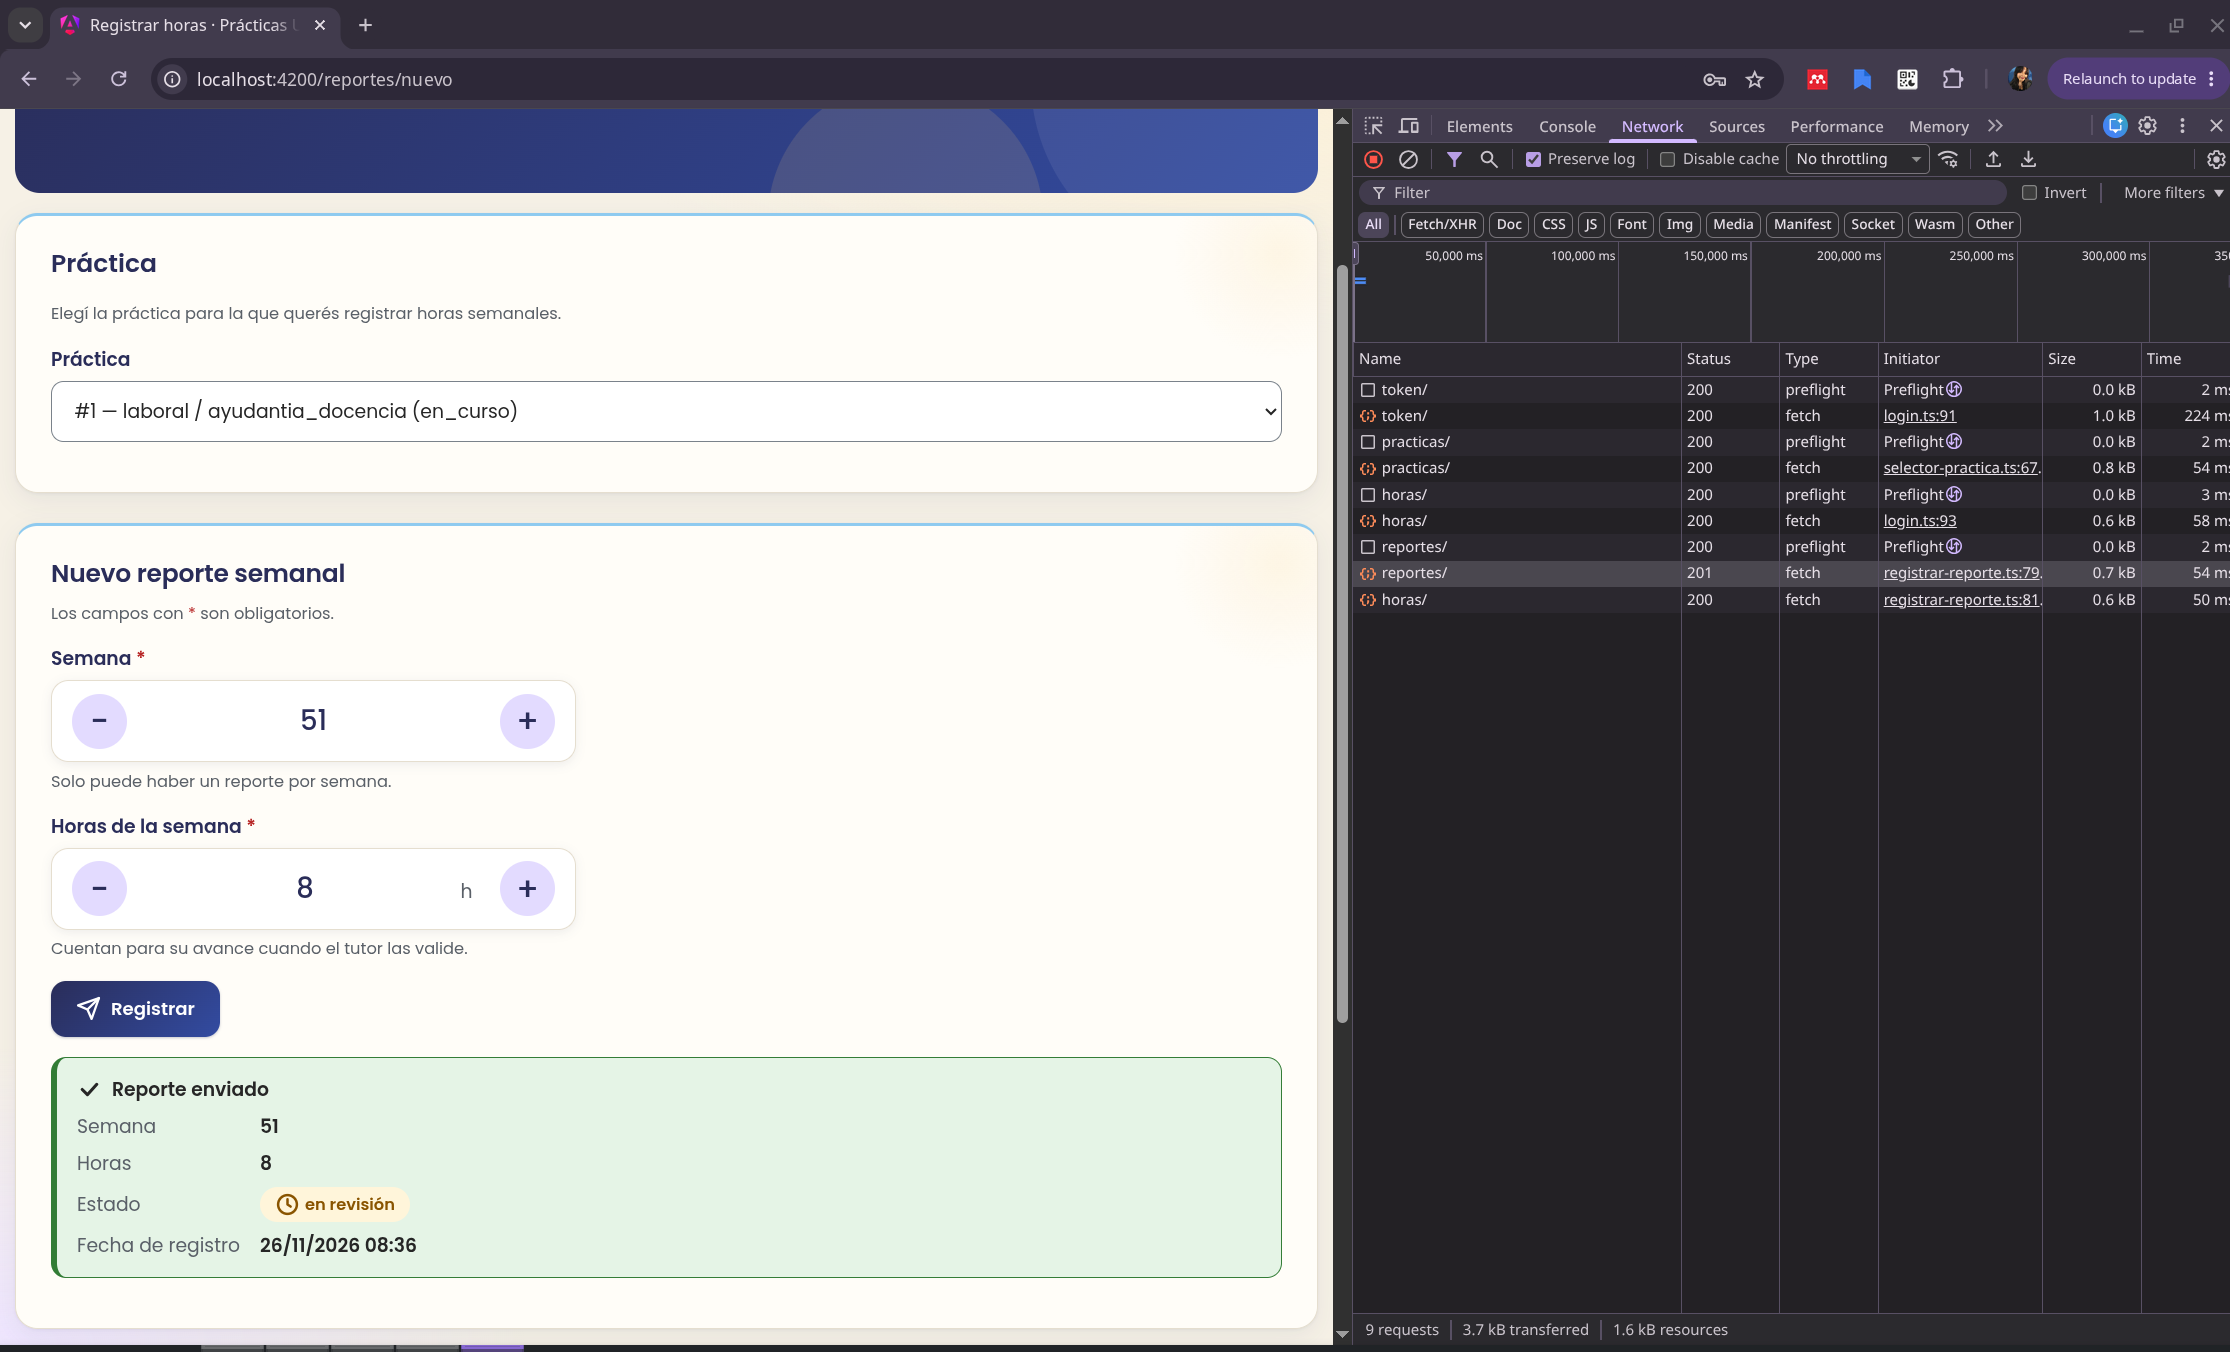 Registrar horas · Prácticas
localhost:4200/reportes/nuevo
Relaunch to update
Práctica
Elegí la práctica para la que querés registrar horas semanales.
Práctica
#1 — laboral / ayudantia_docencia (en_curso)
Nuevo reporte semanal
Los campos con * son obligatorios.
Semana *
− 51 +
Solo puede haber un reporte por semana.
Horas de la semana *
− 8 h +
Cuentan para su avance cuando el tutor las valide.
Registrar
Reporte enviado
Semana 51
Horas 8
Estado en revisión
Fecha de registro 26/11/2026 08:36
Elements Console Network Sources Performance Memory
Preserve log Disable cache No throttling
Filter Invert More filters
All Fetch/XHR Doc CSS JS Font Img Media Manifest Socket Wasm Other
50,000 ms 100,000 ms 150,000 ms 200,000 ms 250,000 ms 300,000 ms 35
Name Status Type Initiator Size Time
token/ 200 preflight Preflight 0.0 kB 2 ms
token/ 200 fetch login.ts:91 1.0 kB 224 ms
practicas/ 200 preflight Preflight 0.0 kB 2 ms
practicas/ 200 fetch selector-practica.ts:67. 0.8 kB 54 ms
horas/ 200 preflight Preflight 0.0 kB 3 ms
horas/ 200 fetch login.ts:93 0.6 kB 58 ms
reportes/ 200 preflight Preflight 0.0 kB 2 ms
reportes/ 201 fetch registrar-reporte.ts:79. 0.7 kB 54 ms
horas/ 200 fetch registrar-reporte.ts:81. 0.6 kB 50 ms
9 requests 3.7 kB transferred 1.6 kB resources